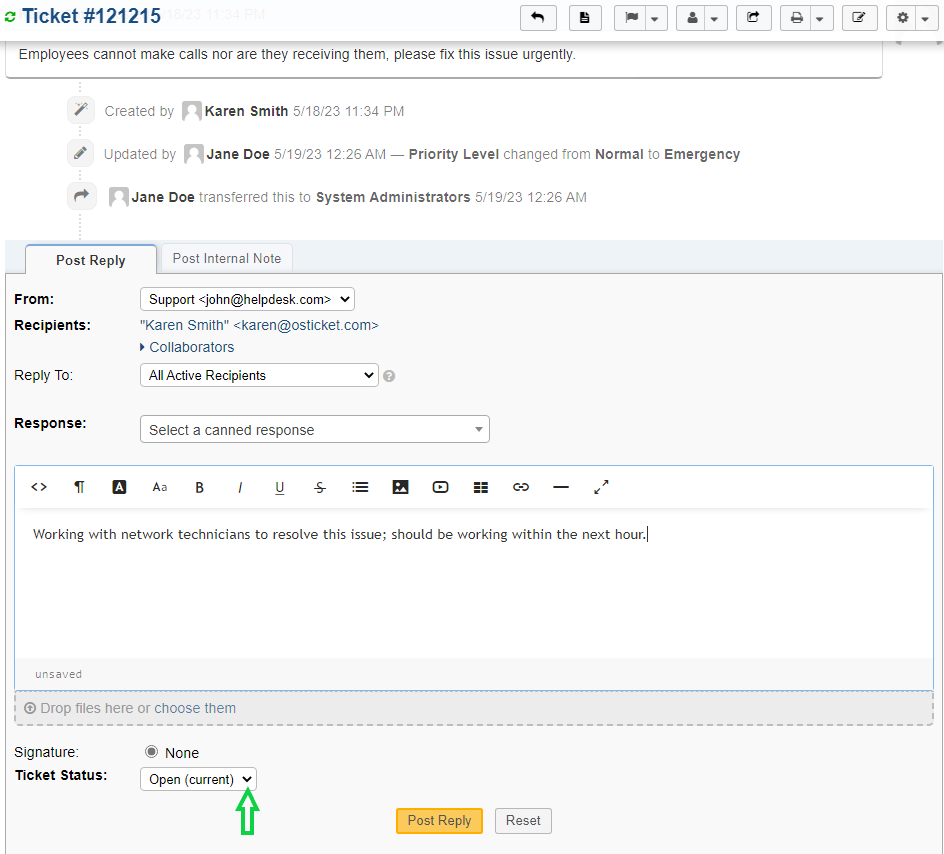 Ticket #121215
5/18/23 11:34 PM
Employees cannot make calls nor are they receiving them, please fix this issue urgently.
Created by Karen Smith 5/18/23 11:34 PM
Updated by Jane Doe 5/19/23 12:26 AM — Priority Level changed from Normal to Emergency
Jane Doe transferred this to System Administrators 5/19/23 12:26 AM
Post Reply Post Internal Note
From: Support <john@helpdesk.com>
Recipients: "Karen Smith" <karen@osticket.com>
Collaborators
Reply To: All Active Recipients ?
Response: Select a canned response
<> ¶ A Aa B I U S
Working with network technicians to resolve this issue; should be working within the next hour.
unsaved
Drop files here or choose them
Signature: None
Ticket Status: Open (current)
Post Reply Reset